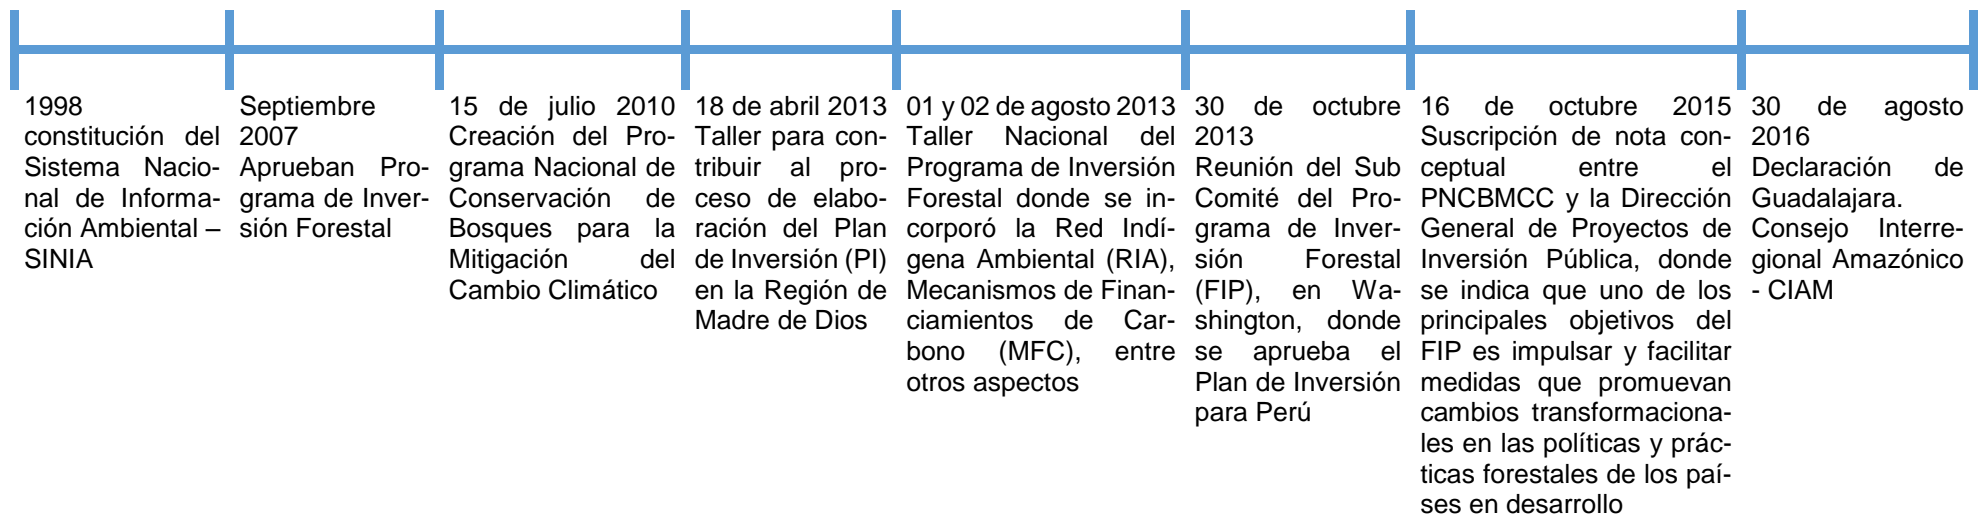 1998
constitución del
Sistema Nacio-
nal de Informa-
ción Ambiental –
SINIA
Septiembre
2007
Aprueban Pro-
grama de Inver-
sión Forestal
15 de julio 2010
Creación del Pro-
grama Nacional de
Conservación de
Bosques para la
Mitigación del
Cambio Climático
18 de abril 2013
Taller para con-
tribuir al pro-
ceso de elabo-
ración del Plan
de Inversión (PI)
en la Región de
Madre de Dios
01 y 02 de agosto 2013
Taller Nacional del
Programa de Inversión
Forestal donde se in-
corporó la Red Indí-
gena Ambiental (RIA),
Mecanismos de Finan-
ciamientos de Car-
bono (MFC), entre
otros aspectos
30 de octubre
2013
Reunión del Sub
Comité del Pro-
grama de Inver-
sión Forestal
(FIP), en Wa-
shington, donde
se aprueba el
Plan de Inversión
para Perú
16 de octubre 2015
Suscripción de nota con-
ceptual entre el
PNCBMCC y la Dirección
General de Proyectos de
Inversión Pública, donde
se indica que uno de los
principales objetivos del
FIP es impulsar y facilitar
medidas que promuevan
cambios transformaciona-
les en las políticas y prác-
ticas forestales de los paí-
ses en desarrollo
30 de agosto
2016
Declaración de
Guadalajara.
Consejo Interre-
gional Amazónico
- CIAM